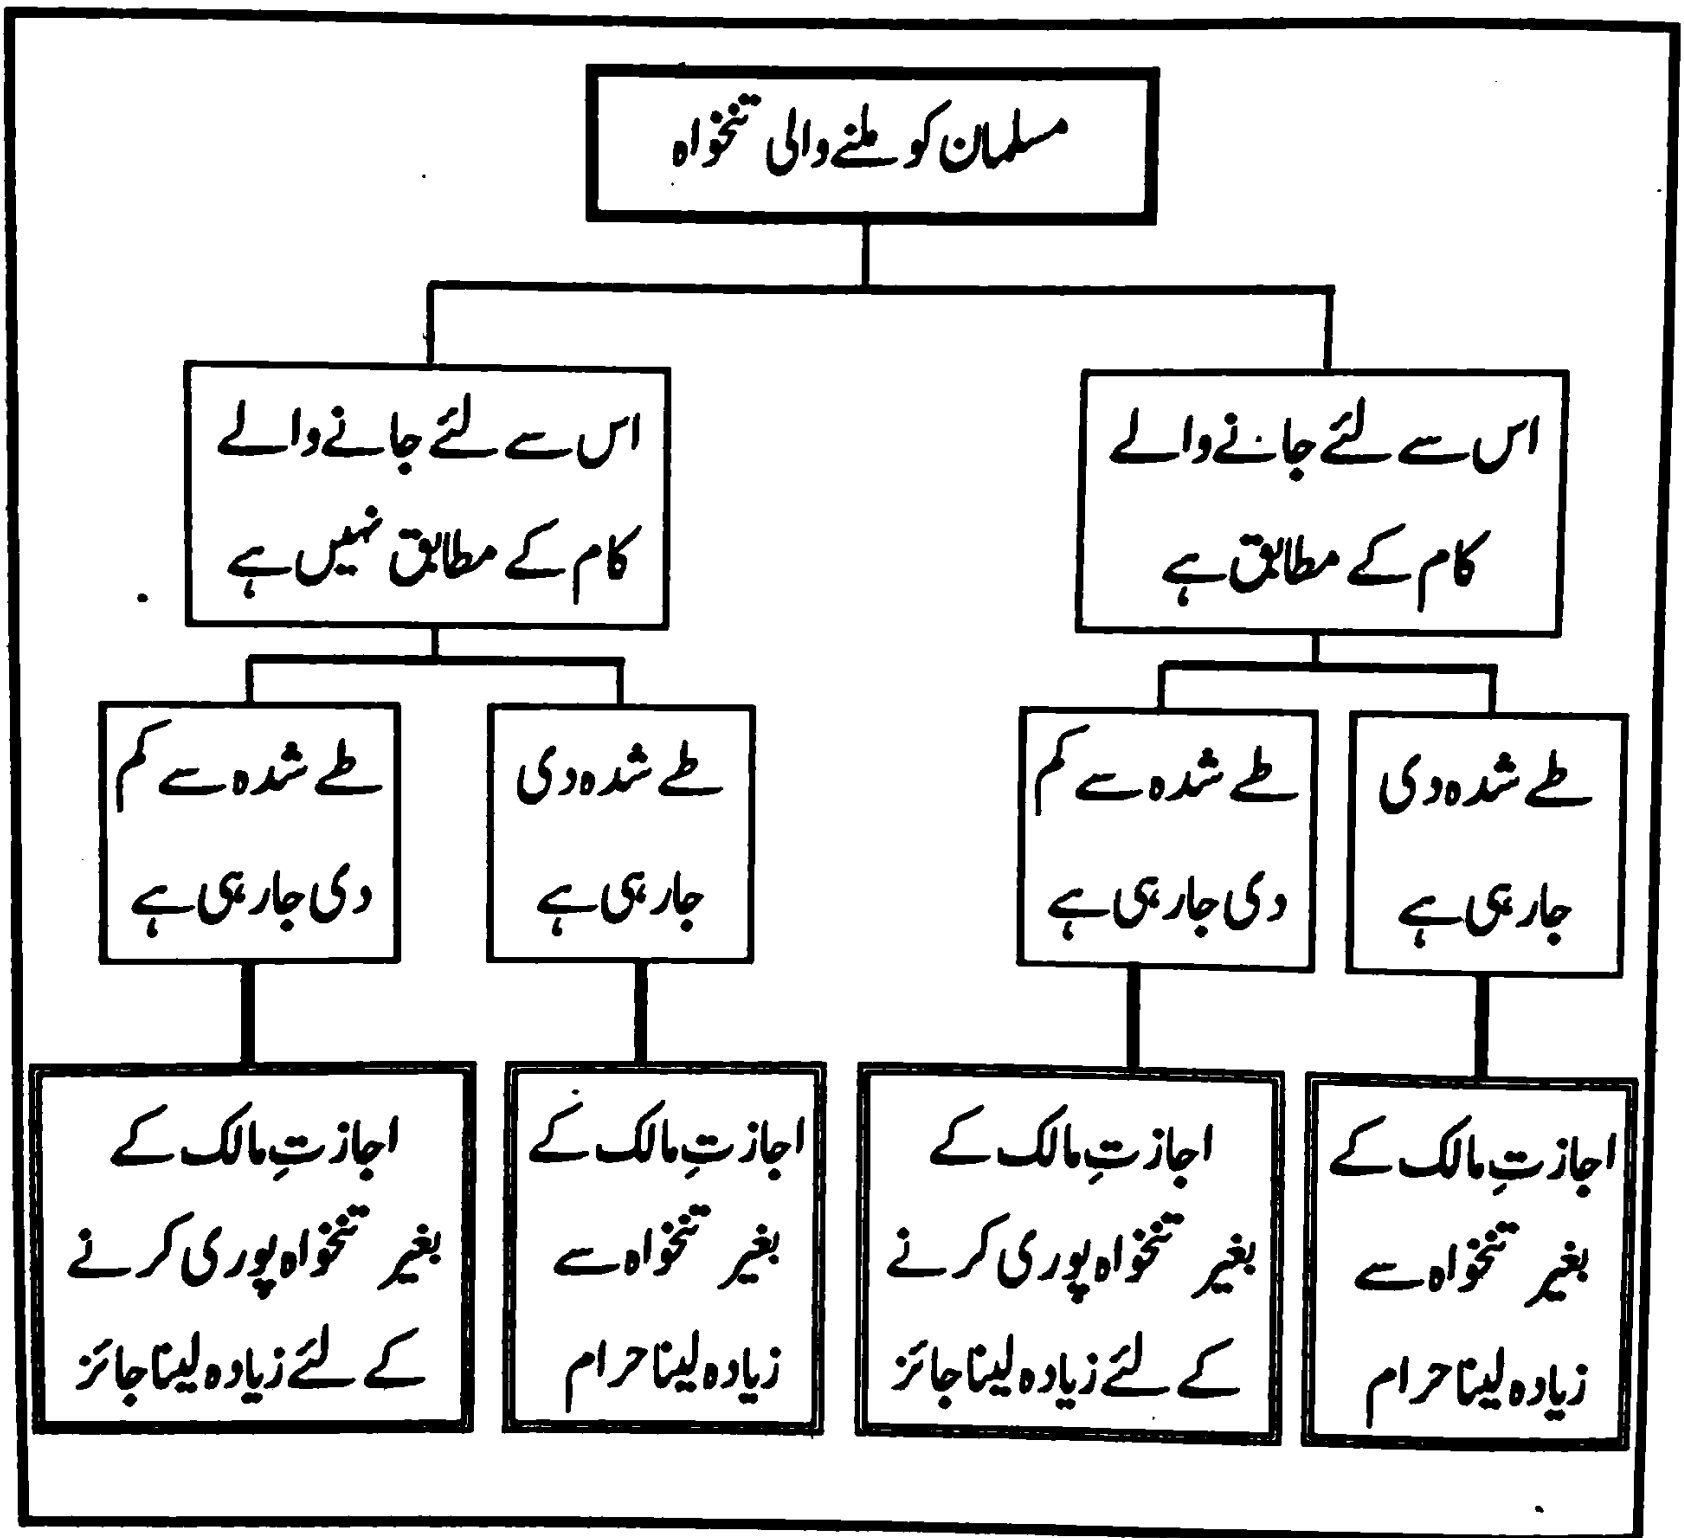 مسلمان کو ملنے والی تنخواہ
اس سے لئے جانے والے
کام کے مطابق ہے
اس سے لئے جانے والے
کام کے مطابق نہیں ہے
طے شدہ دی
جارہی ہے
طے شدہ سے کم
دی جارہی ہے
طے شدہ دی
جارہی ہے
طے شدہ سے کم
دی جارہی ہے
اجازتِ مالک کے
بغیر تنخواہ سے
زیادہ لینا حرام
اجازتِ مالک کے
بغیر تنخواہ پوری کرنے
کے لئے زیادہ لینا جائز
اجازتِ مالک کے
بغیر تنخواہ سے
زیادہ لینا حرام
اجازتِ مالک کے
بغیر تنخواہ پوری کرنے
کے لئے زیادہ لینا جائز